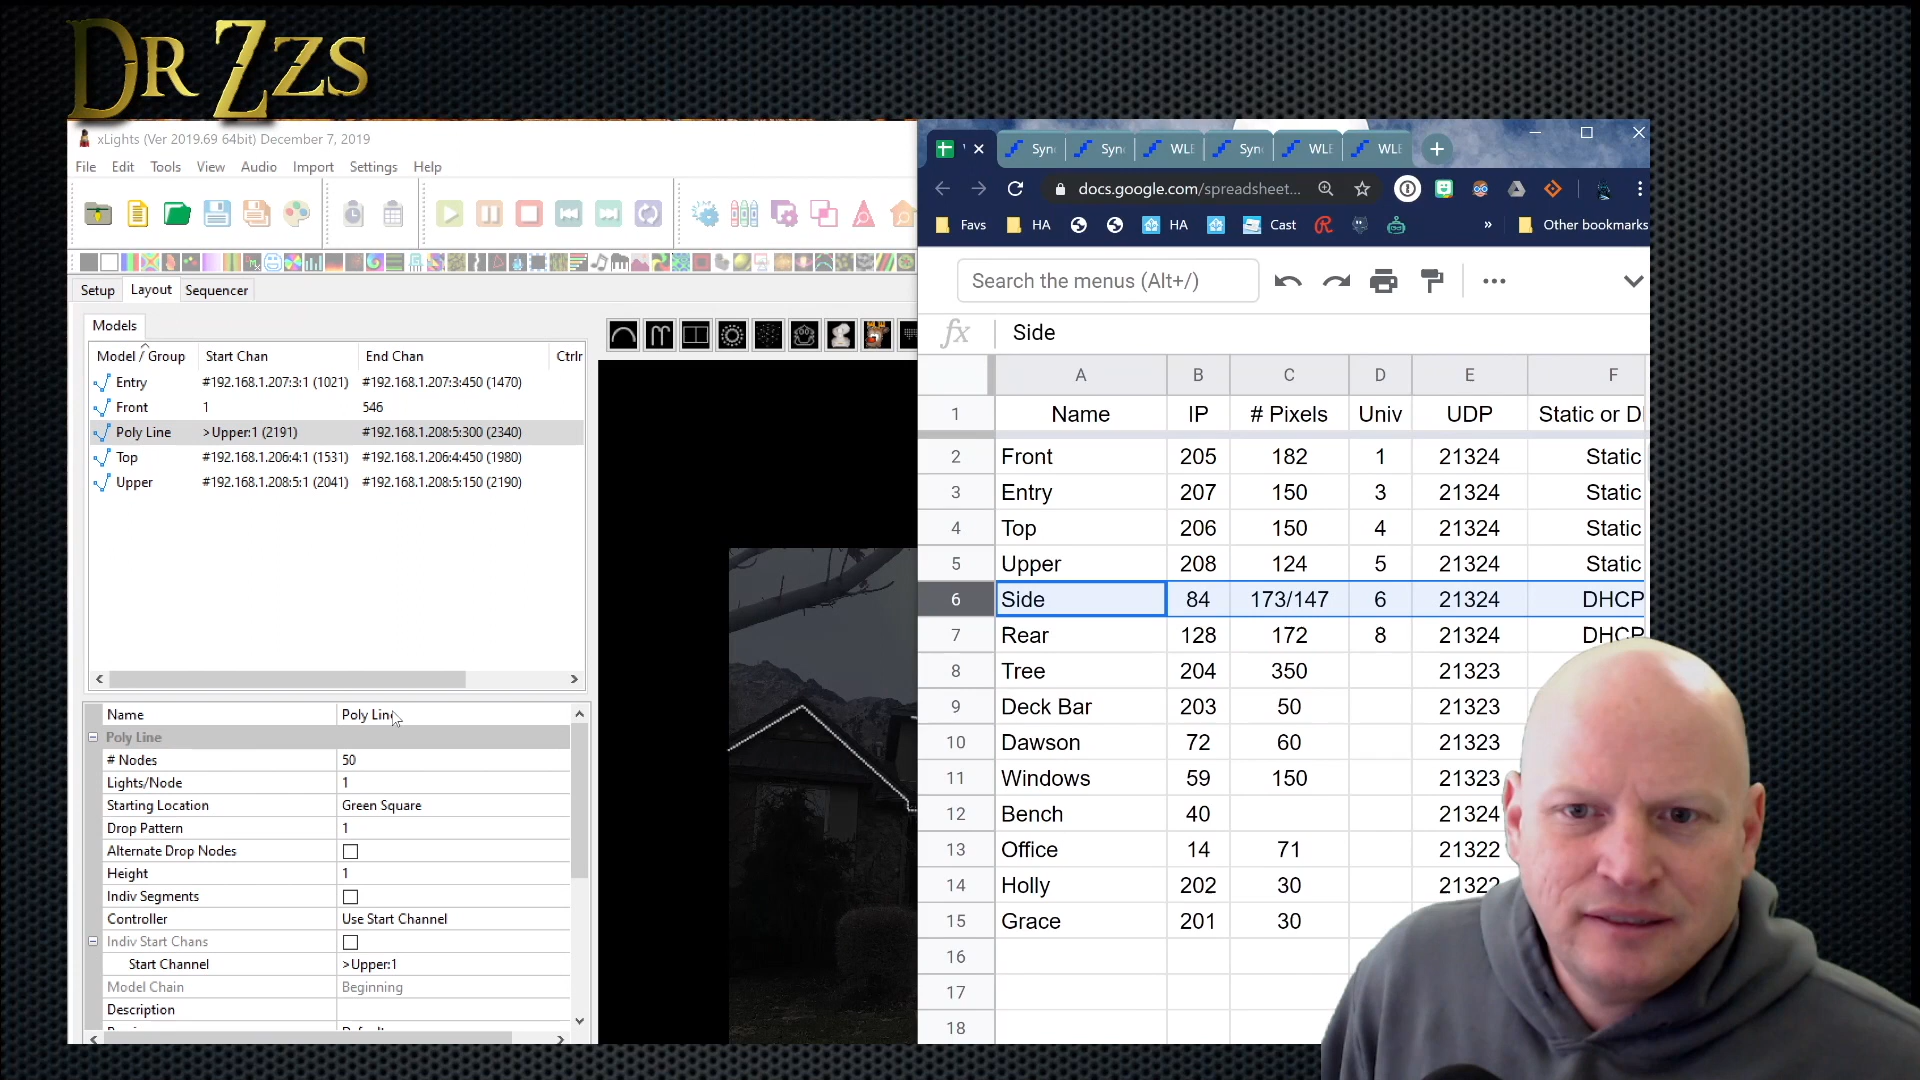 DR ZZS
xLights (Ver 2019.69 64bit) December 7, 2019
File Edit Tools View Audio Import Settings Help
Setup Layout Sequencer
Models
Model / Group Start Chan End Chan Ctrlr
Entry #192.168.1.207:3:1 (1021) #192.168.1.207:3:450 (1470)
Front 1 546
Poly Line >Upper:1 (2191) #192.168.1.208:5:300 (2340)
Top #192.168.1.206:4:1 (1531) #192.168.1.206:4:450 (1980)
Upper #192.168.1.208:5:1 (2041) #192.168.1.208:5:150 (2190)
Name Poly Line
Poly Line
# Nodes 50
Lights/Node 1
Starting Location Green Square
Drop Pattern 1
Alternate Drop Nodes
Height 1
Indiv Segments
Controller Use Start Channel
Indiv Start Chans
Start Channel >Upper:1
Model Chain Beginning
Description
Syn Syn WLE Syn WLE WLE
docs.google.com/spreadsheet...
Favs HA HA Cast » Other bookmarks
Search the menus (Alt+/)
fx Side
A B C D E F
1 Name IP # Pixels Univ UDP Static or D
2 Front 205 182 1 21324 Static
3 Entry 207 150 3 21324 Static
4 Top 206 150 4 21324 Static
5 Upper 208 124 5 21324 Static
6 Side 84 173/147 6 21324 DHCP
7 Rear 128 172 8 21324 DHCP
8 Tree 204 350 21323
9 Deck Bar 203 50 21323
10 Dawson 72 60 21323
11 Windows 59 150 21323
12 Bench 40 21324
13 Office 14 71 21322
14 Holly 202 30 21322
15 Grace 201 30
16
17
18